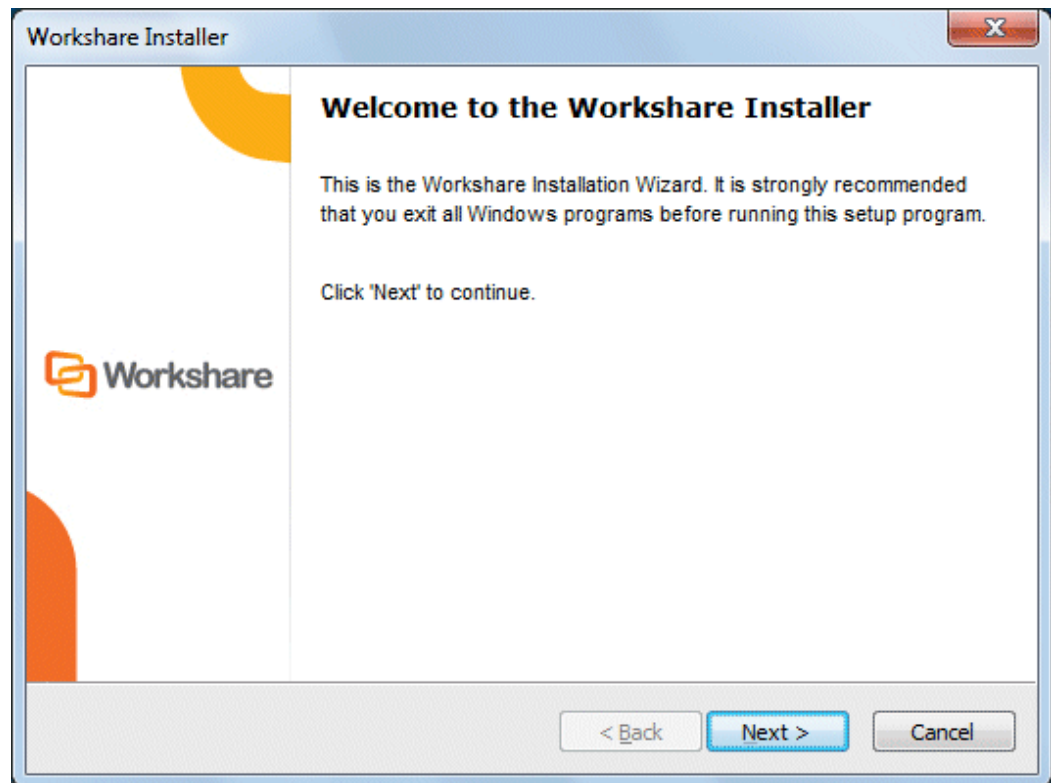 Workshare Installer
Welcome to the Workshare Installer
This is the Workshare Installation Wizard. It is strongly recommended
that you exit all Windows programs before running this setup program.
Click 'Next' to continue.
Workshare
< Back
Next >
Cancel